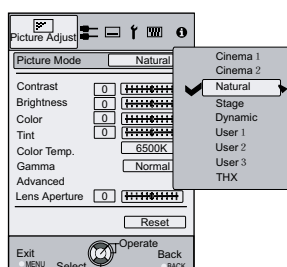 Picture Adjust
Picture Mode Natural
Contrast 0
Brightness 0
Color 0
Tint 0
Color Temp. 6500K
Gamma Normal
Advanced
Lens Aperture 0
Reset
Exit Operate Back
MENU Select BACK
Cinema 1
Cinema 2
Natural
Stage
Dynamic
User 1
User 2
User 3
THX